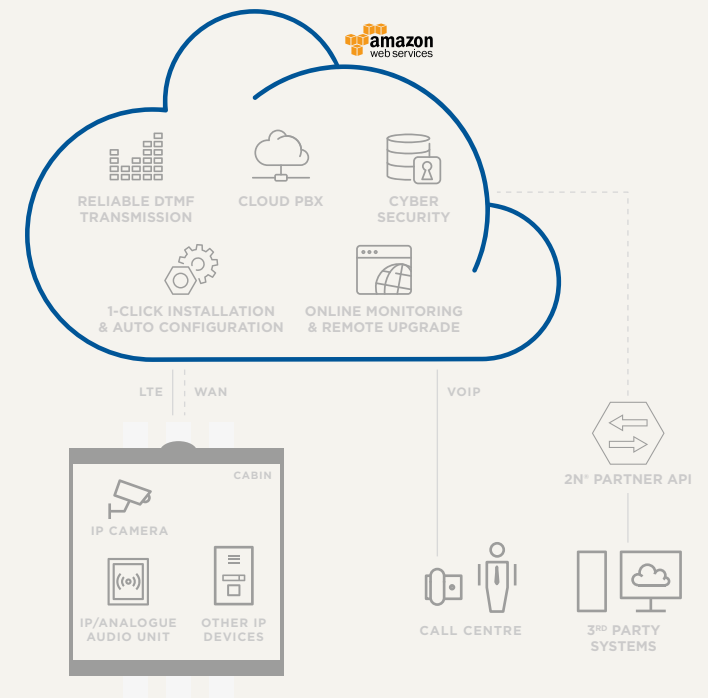 amazon
web services
RELIABLE DTMF
TRANSMISSION
CLOUD PBX
CYBER
SECURITY
1-CLICK INSTALLATION
& AUTO CONFIGURATION
ONLINE MONITORING
& REMOTE UPGRADE
LTE
WAN
VOIP
2N® PARTNER API
CABIN
IP CAMERA
IP/ANALOGUE
AUDIO UNIT
OTHER IP
DEVICES
CALL CENTRE
3RD PARTY
SYSTEMS